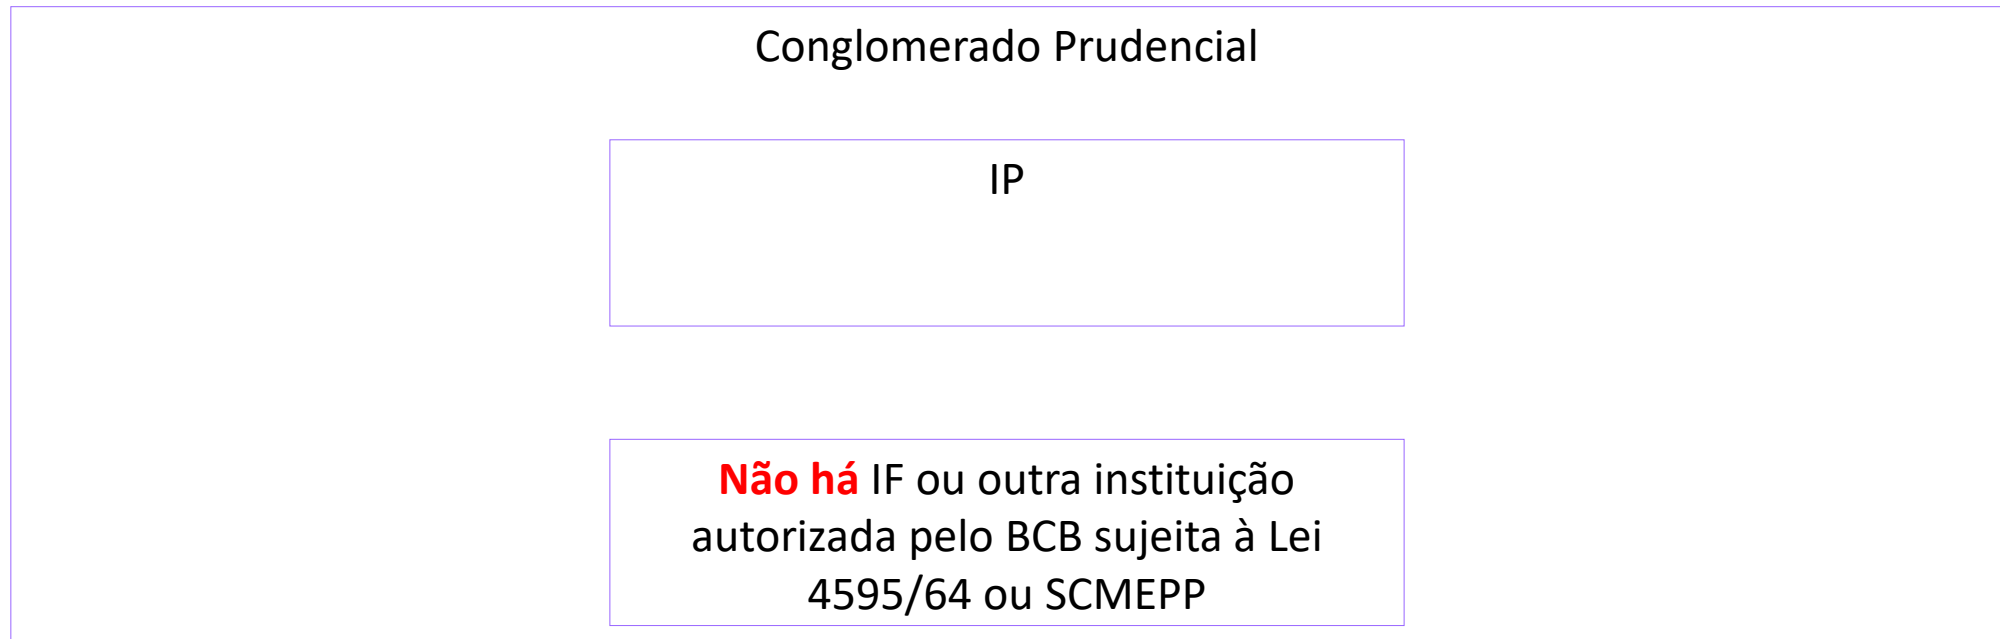 Conglomerado Prudencial
IP
Não há IF ou outra instituição
autorizada pelo BCB sujeita à Lei
4595/64 ou SCMEPP